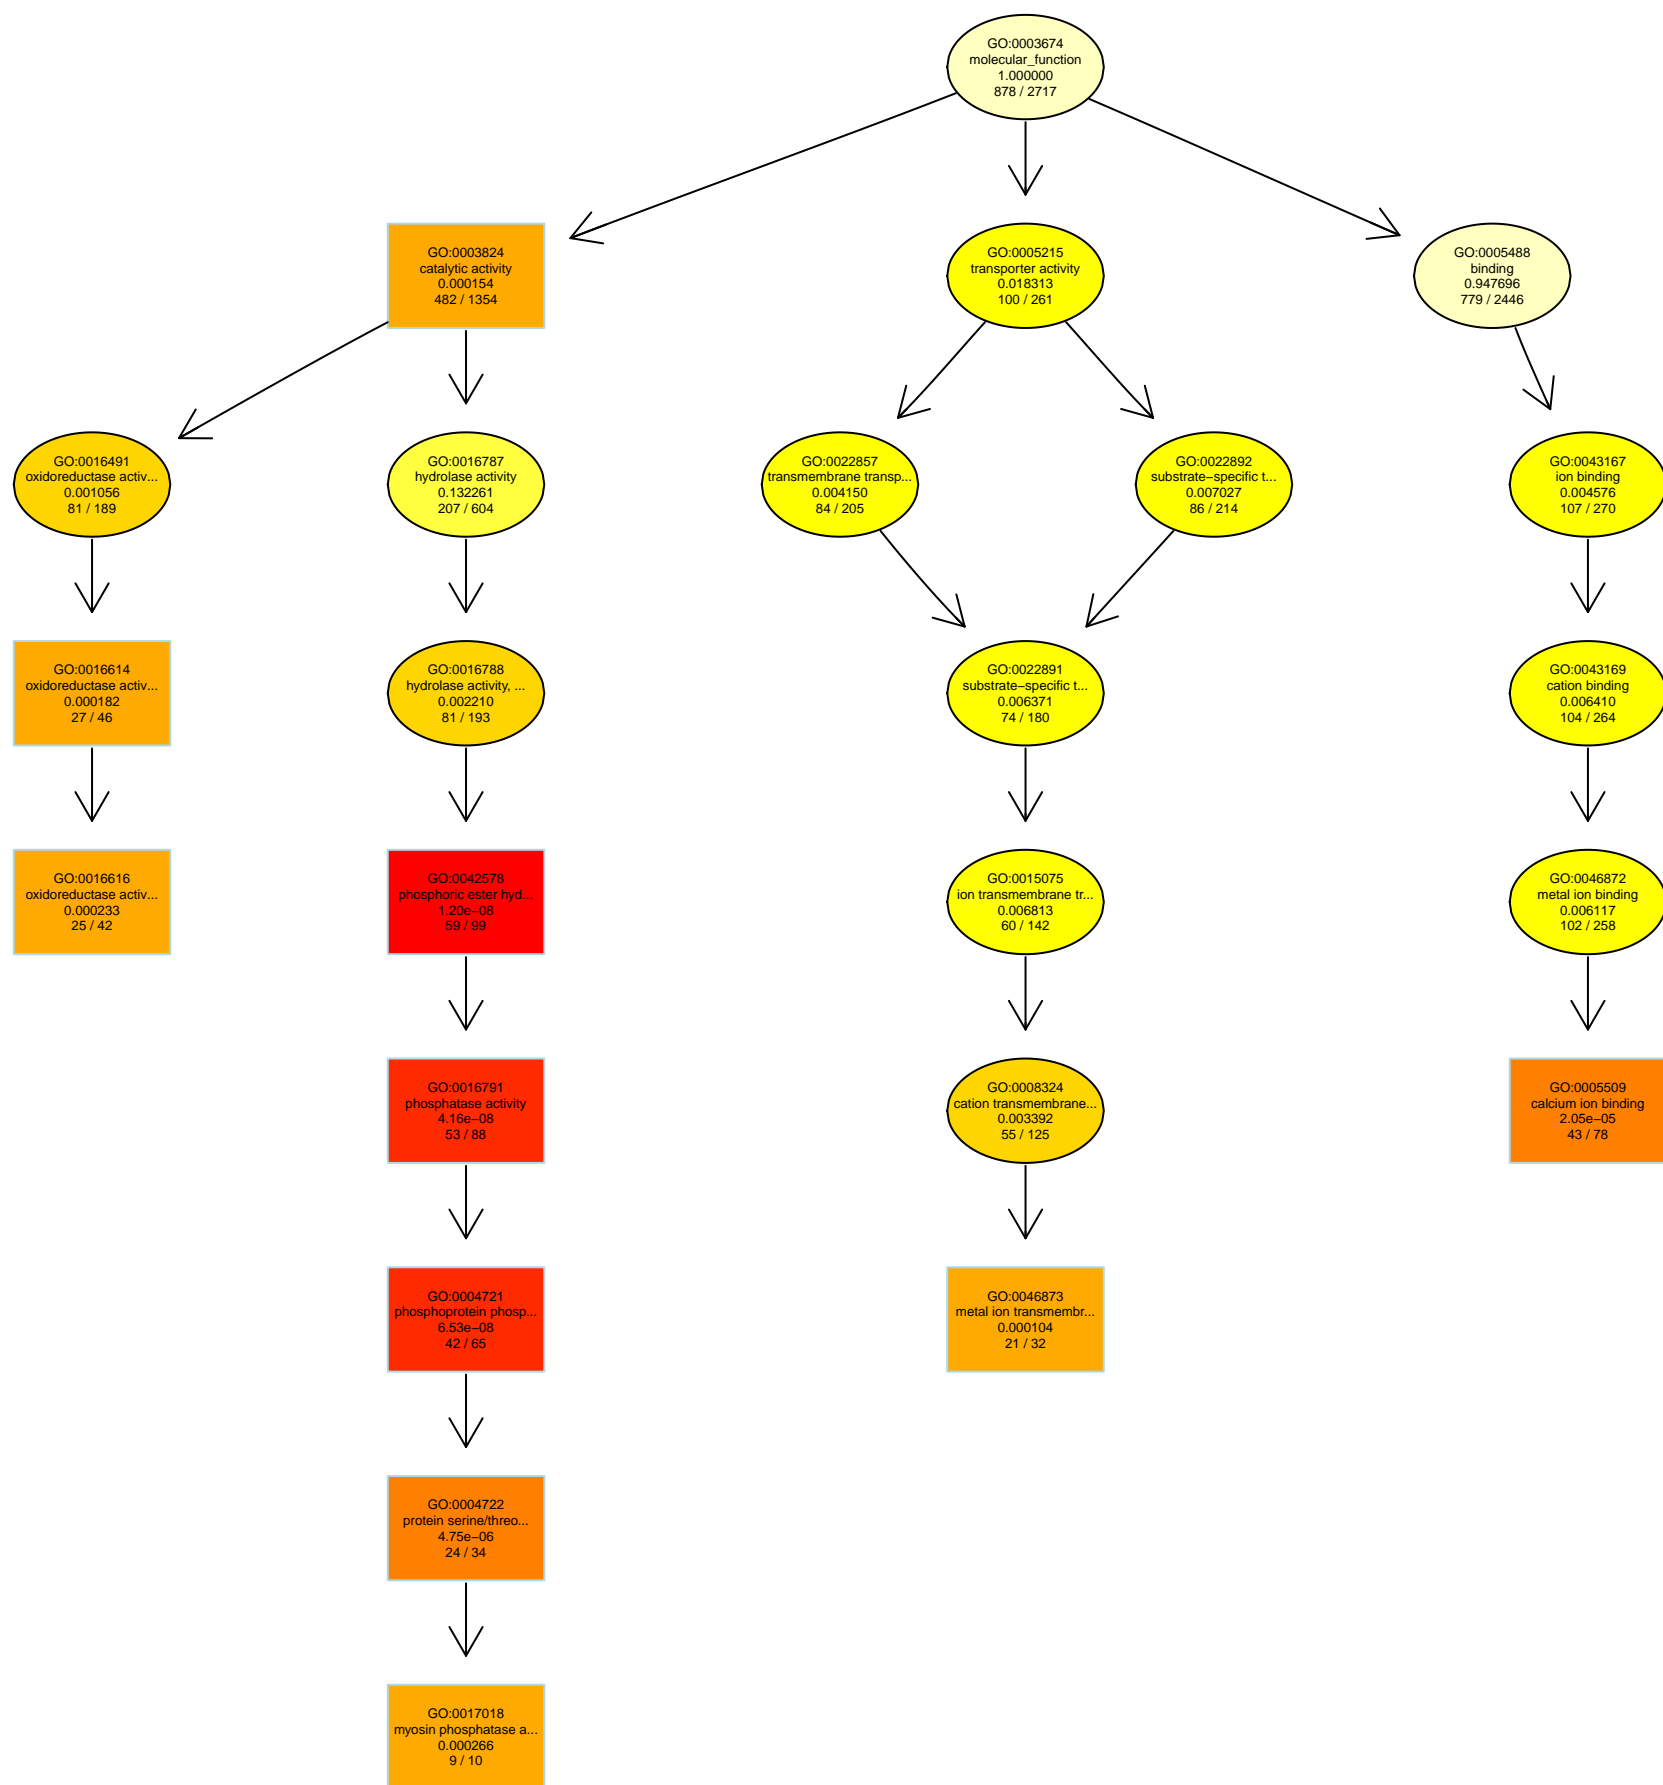 GO:0003674
molecular_function
1.000000
878 / 2717
GO:0003824
catalytic activity
0.000154
482 / 1354
GO:0005215
transporter activity
0.018313
100 / 261
GO:0005488
binding
0.947696
779 / 2446
GO:0016491
oxidoreductase activ...
0.001056
81 / 189
GO:0016787
hydrolase activity
0.132261
207 / 604
GO:0022857
transmembrane transp...
0.004150
84 / 205
GO:0022892
substrate−specific t...
0.007027
86 / 214
GO:0043167
ion binding
0.004576
107 / 270
GO:0016614
oxidoreductase activ...
0.000182
27 / 46
GO:0016788
hydrolase activity, ...
0.002210
81 / 193
GO:0022891
substrate−specific t...
0.006371
74 / 180
GO:0043169
cation binding
0.006410
104 / 264
GO:0016616
oxidoreductase activ...
0.000233
25 / 42
GO:0042578
phosphoric ester hyd...
1.20e−08
59 / 99
GO:0015075
ion transmembrane tr...
0.006813
60 / 142
GO:0046872
metal ion binding
0.006117
102 / 258
GO:0016791
phosphatase activity
4.16e−08
53 / 88
GO:0008324
cation transmembrane...
0.003392
55 / 125
GO:0005509
calcium ion binding
2.05e−05
43 / 78
GO:0004721
phosphoprotein phosp...
6.53e−08
42 / 65
GO:0046873
metal ion transmembr...
0.000104
21 / 32
GO:0004722
protein serine/threo...
4.75e−06
24 / 34
GO:0017018
myosin phosphatase a...
0.000266
9 / 10